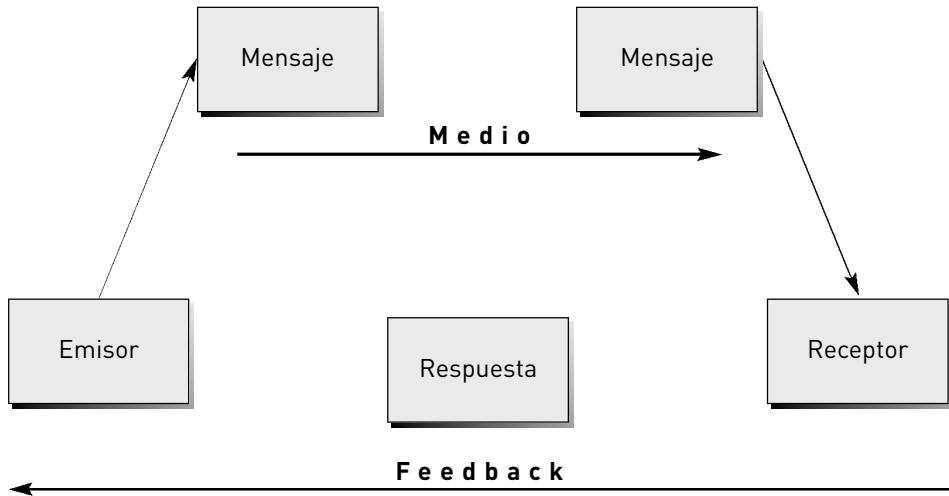 Mensaje
Mensaje
Medio
Emisor
Respuesta
Receptor
Feedback